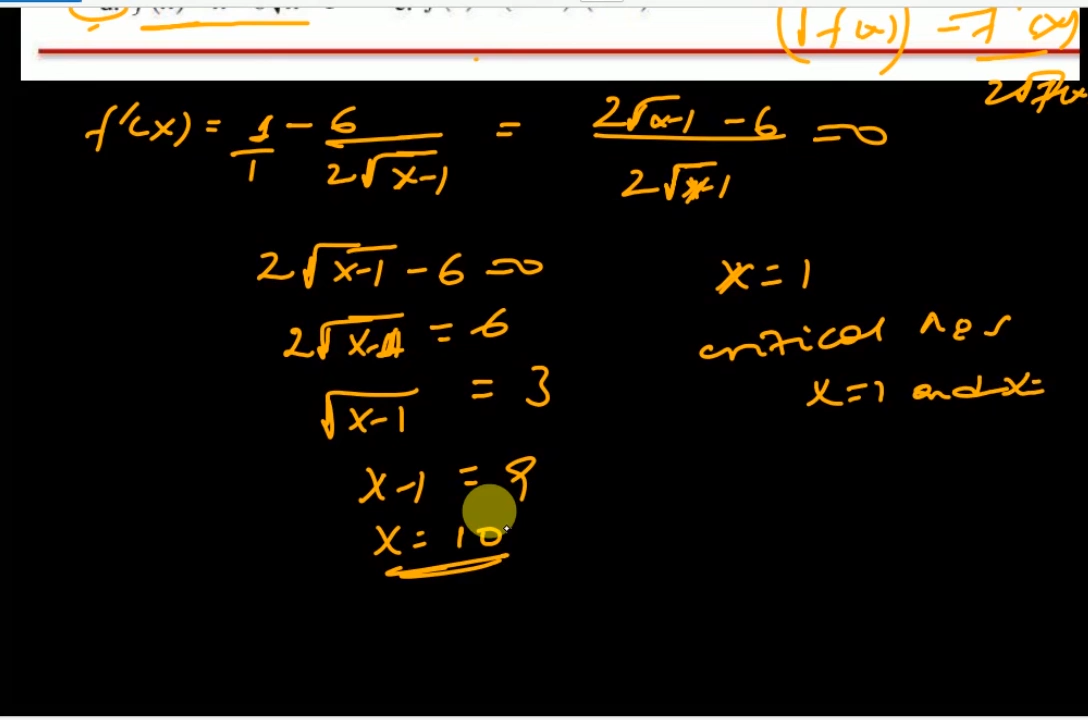 (√f(x)) = f'(x) / 2√f(x)
f'(x) = 1/1 - 6/2√x-1 = 2√x-1 - 6 / 2√x-1 = 0
2√x-1 - 6 = 0
x = 1
2√x-1 = 6
critical nos
√x-1 = 3
x = 1 and x =
x-1 = 9
x = 10